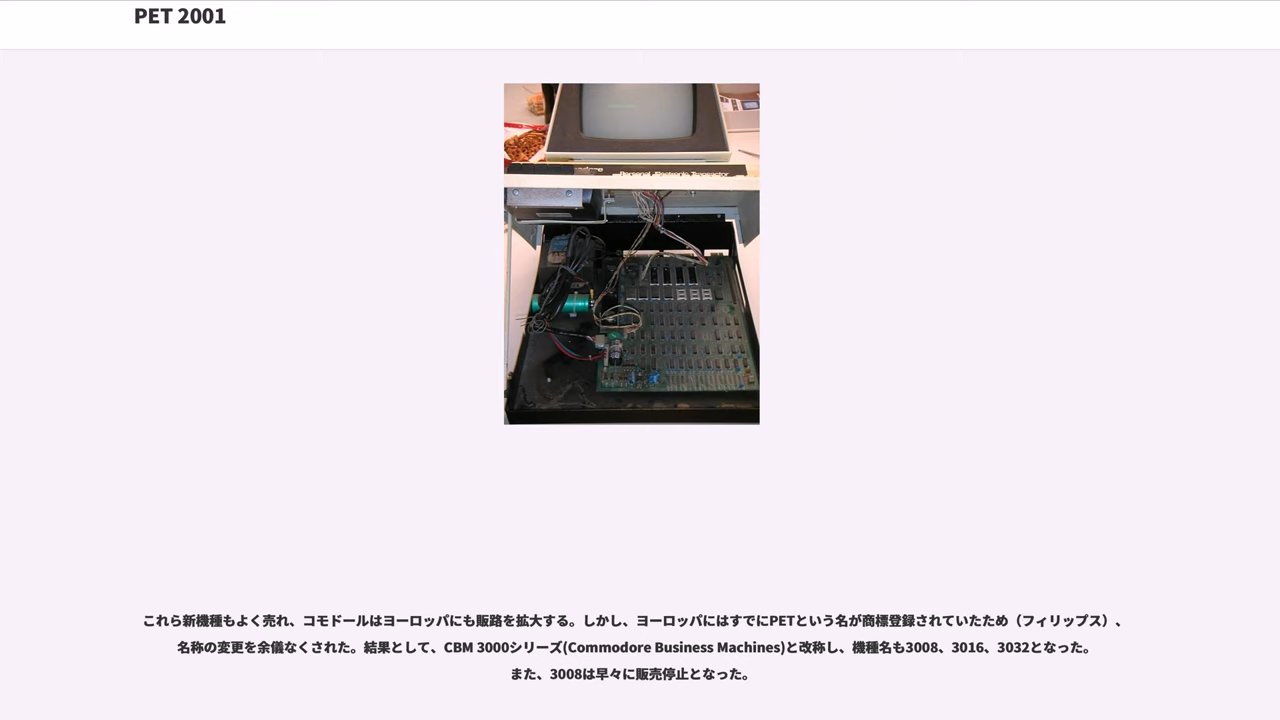 PET 2001
Personal Electronic Transactor
これら新機種もよく売れ、コモドールはヨーロッパにも販路を拡大する。しかし、ヨーロッパにはすでにPETという名が商標登録されていたため（フィリップス）、
名称の変更を余儀なくされた。結果として、CBM 3000シリーズ(Commodore Business Machines)と改称し、機種名も3008、3016、3032となった。
また、3008は早々に販売停止となった。